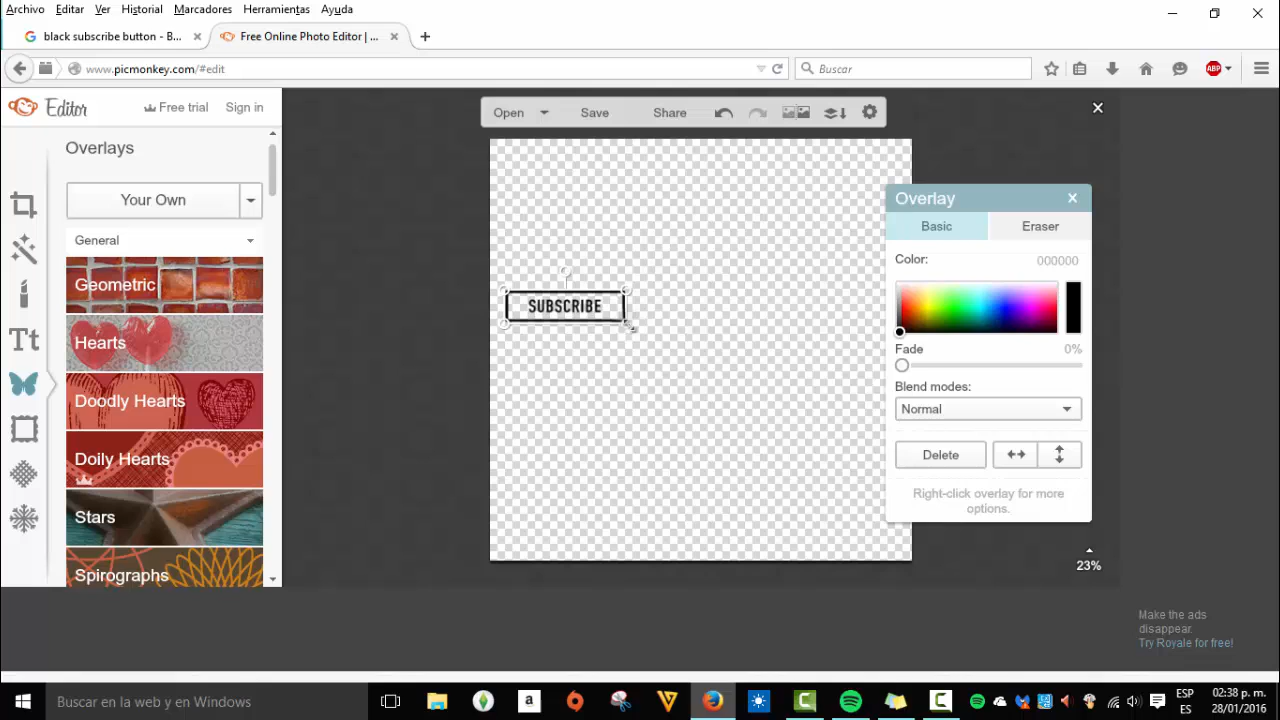 Archivo Editar Ver Historial Marcadores Herramientas Ayuda
black subscribe button - B...
Free Online Photo Editor | ...
www.picmonkey.com/#edit
Buscar
ABP
Editor
Free trial
Sign in
Open
Save
Share
Overlays
Your Own
General
Geometric
Hearts
Doodly Hearts
Doily Hearts
Stars
Spirographs
Tt
SUBSCRIBE
Overlay
Basic
Eraser
Color:
000000
Fade
0%
Blend modes:
Normal
Delete
Right-click overlay for more
options.
23%
Make the ads
disappear.
Try Royale for free!
Buscar en la web y en Windows
ESP
ES
02:38 p. m.
28/01/2016